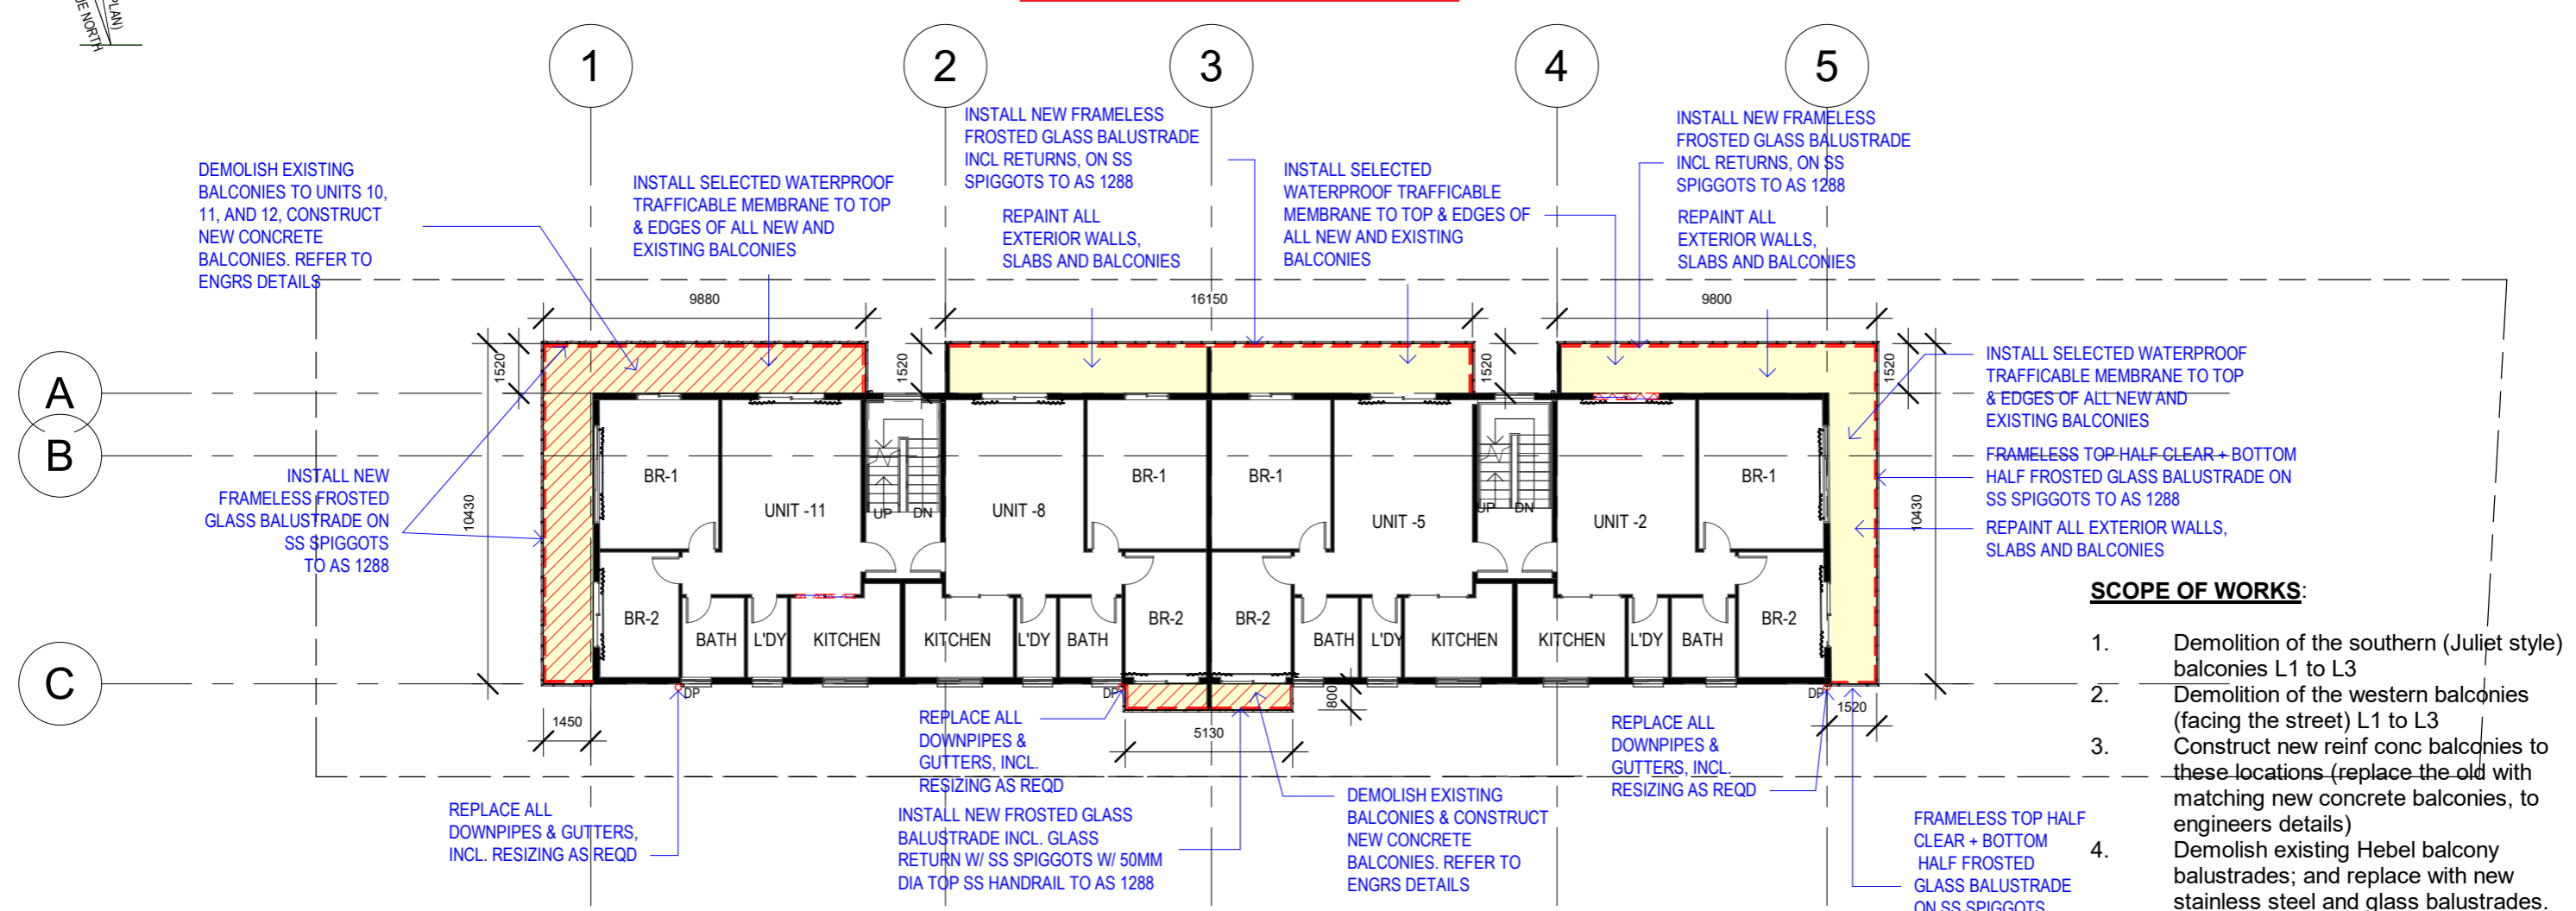 PLAN)
UE NORTH
1
2
3
4
5
A
B
C
DEMOLISH EXISTING
BALCONIES TO UNITS 10,
11, AND 12, CONSTRUCT
NEW CONCRETE
BALCONIES. REFER TO
ENGRS DETAILS
INSTALL SELECTED WATERPROOF
TRAFFICABLE MEMBRANE TO TOP
& EDGES OF ALL NEW AND
EXISTING BALCONIES
INSTALL NEW FRAMELESS
FROSTED GLASS BALUSTRADE
INCL RETURNS, ON SS
SPIGGOTS TO AS 1288
REPAINT ALL
EXTERIOR WALLS,
SLABS AND BALCONIES
INSTALL SELECTED
WATERPROOF TRAFFICABLE
MEMBRANE TO TOP & EDGES OF
ALL NEW AND EXISTING
BALCONIES
INSTALL NEW FRAMELESS
FROSTED GLASS BALUSTRADE
INCL RETURNS, ON SS
SPIGGOTS TO AS 1288
REPAINT ALL
EXTERIOR WALLS,
SLABS AND BALCONIES
9880
16150
9800
1520
1520
1520
1520
10430
10430
INSTALL NEW
FRAMELESS FROSTED
GLASS BALUSTRADE ON
SS SPIGGOTS
TO AS 1288
INSTALL SELECTED WATERPROOF
TRAFFICABLE MEMBRANE TO TOP
& EDGES OF ALL NEW AND
EXISTING BALCONIES
FRAMELESS TOP HALF CLEAR + BOTTOM
HALF FROSTED GLASS BALUSTRADE ON
SS SPIGGOTS TO AS 1288
REPAINT ALL EXTERIOR WALLS,
SLABS AND BALCONIES
BR-1
UNIT -11
UP
DN
UNIT -8
BR-1
BR-1
UNIT -5
UP
DN
UNIT -2
BR-1
BR-2
BATH
L'DY
KITCHEN
KITCHEN
L'DY
BATH
BR-2
BR-2
BATH
L'DY
KITCHEN
KITCHEN
L'DY
BATH
BR-2
DP
DP
DP
1450
5130
800
1520
REPLACE ALL
DOWNPIPES & GUTTERS,
INCL. RESIZING AS REQD
REPLACE ALL
DOWNPIPES &
GUTTERS, INCL.
RESIZING AS REQD
INSTALL NEW FROSTED GLASS
BALUSTRADE INCL. GLASS
RETURN W/ SS SPIGGOTS W/ 50MM
DIA TOP SS HANDRAIL TO AS 1288
DEMOLISH EXISTING
BALCONIES & CONSTRUCT
NEW CONCRETE
BALCONIES. REFER TO
ENGRS DETAILS
REPLACE ALL
DOWNPIPES &
GUTTERS, INCL.
RESIZING AS REQD
FRAMELESS TOP HALF
CLEAR + BOTTOM
HALF FROSTED
GLASS BALUSTRADE
ON SS SPIGGOTS
SCOPE OF WORKS:
1. Demolition of the southern (Juliet style)
balconies L1 to L3
2. Demolition of the western balconies
(facing the street) L1 to L3
3. Construct new reinf conc balconies to
these locations (replace the old with
matching new concrete balconies, to
engineers details)
4. Demolish existing Hebel balcony
balustrades; and replace with new
stainless steel and glass balustrades.